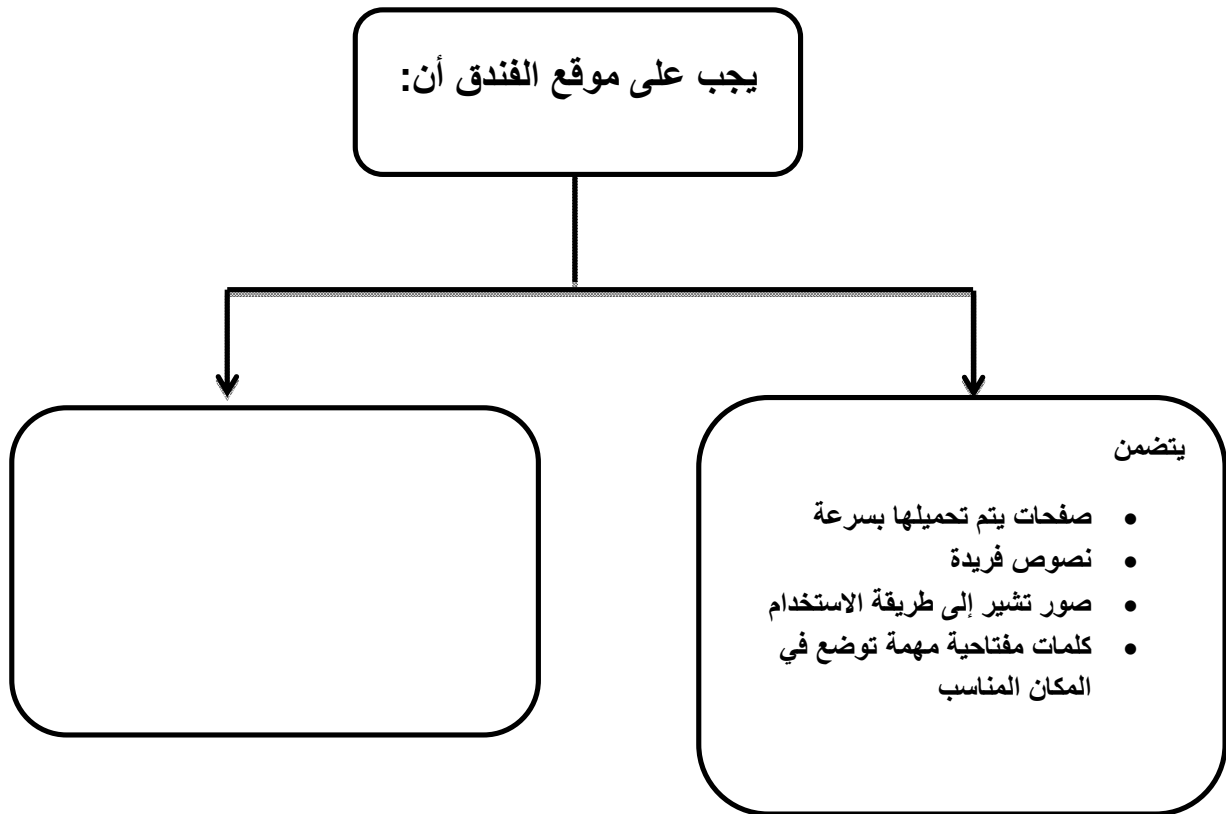 يجب على موقع الفندق أن:
يتضمن
• صفحات يتم تحميلها بسرعة
• نصوص فريدة
• صور تشير إلى طريقة الاستخدام
• كلمات مفتاحية مهمة توضع في
المكان المناسب